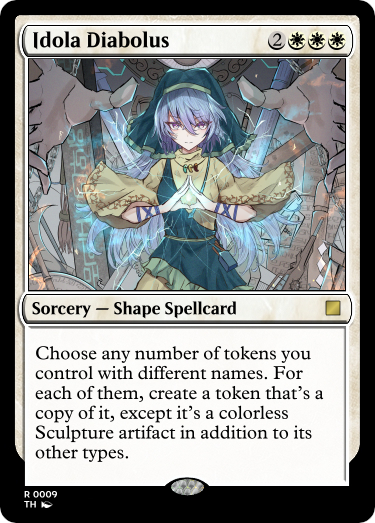 Idola Diabolus 2
Sorcery — Shape Spellcard
Choose any number of tokens you
control with different names. For
each of them, create a token that's a
copy of it, except it's a colorless
Sculpture artifact in addition to its
other types.
R 0009
TH